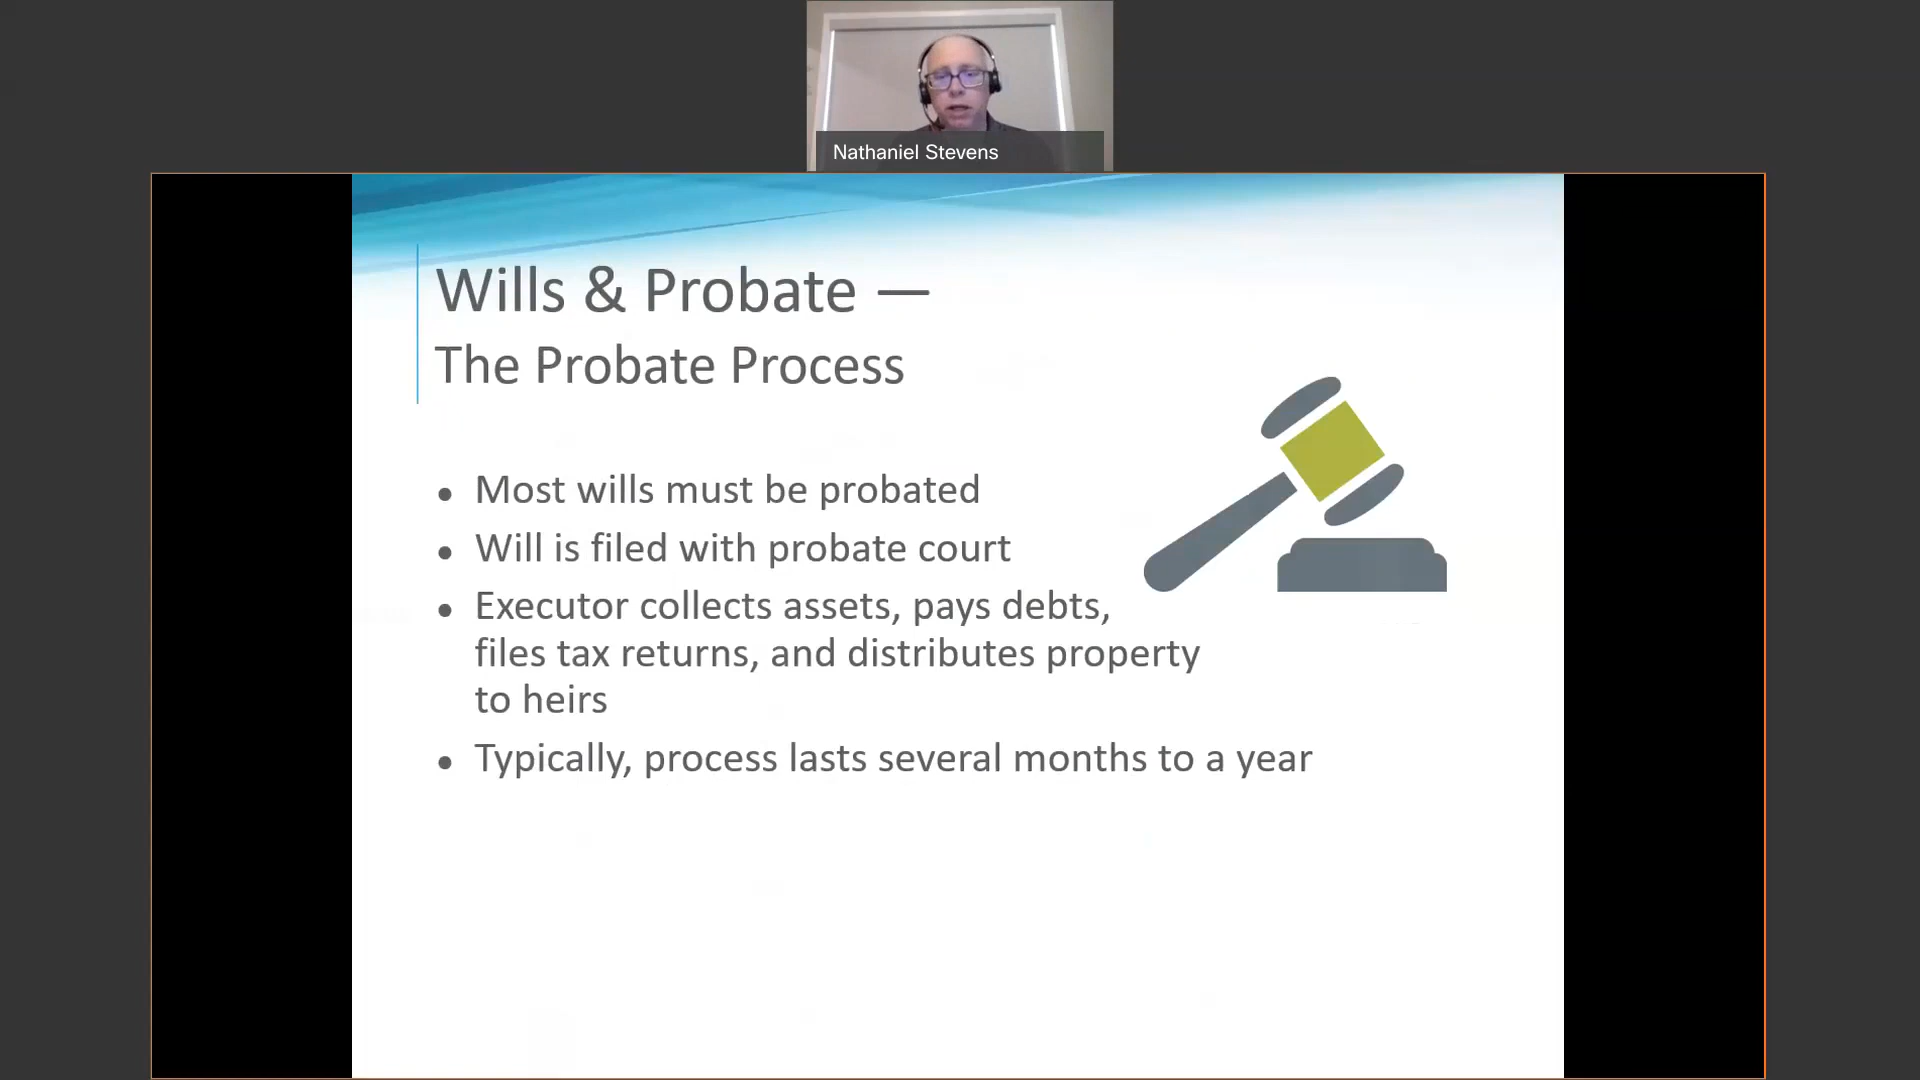 Nathaniel Stevens
Wills & Probate —
The Probate Process
• Most wills must be probated
• Will is filed with probate court
• Executor collects assets, pays debts,
files tax returns, and distributes property
to heirs
• Typically, process lasts several months to a year